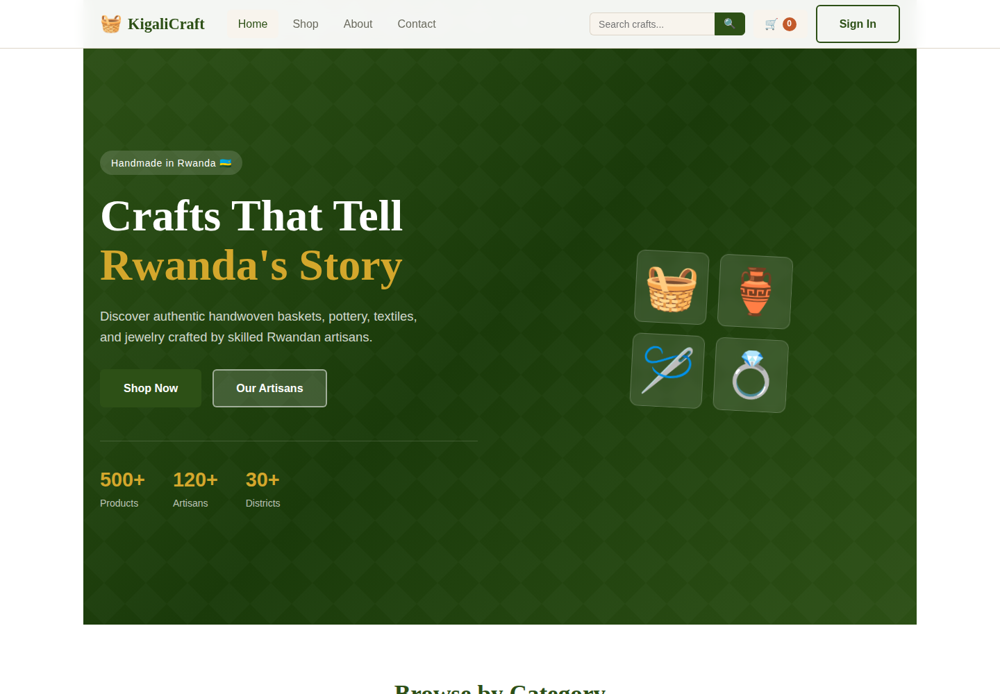 KigaliCraft
Home
Shop
About
Contact
Search crafts...
0
Sign In
Handmade in Rwanda 🇷🇼
Crafts That Tell
Rwanda's Story
Discover authentic handwoven baskets, pottery, textiles,
and jewelry crafted by skilled Rwandan artisans.
Shop Now
Our Artisans
500+
Products
120+
Artisans
30+
Districts
Browse by Category